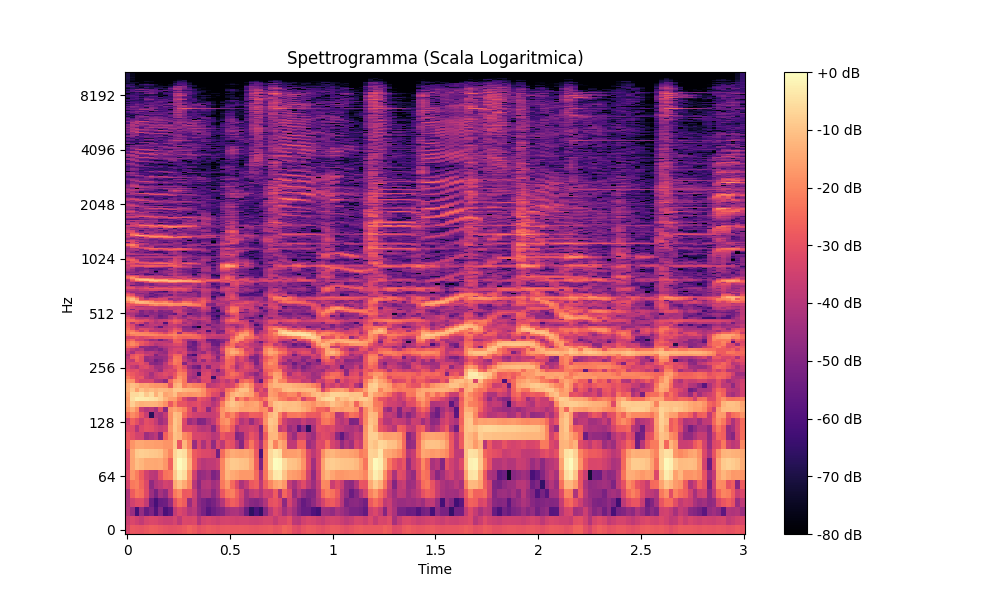 Spettrogramma (Scala Logaritmica)
Hz
8192
4096
2048
1024
512
256
128
64
0
0 0.5 1 1.5 2 2.5 3
Time
+0 dB
-10 dB
-20 dB
-30 dB
-40 dB
-50 dB
-60 dB
-70 dB
-80 dB